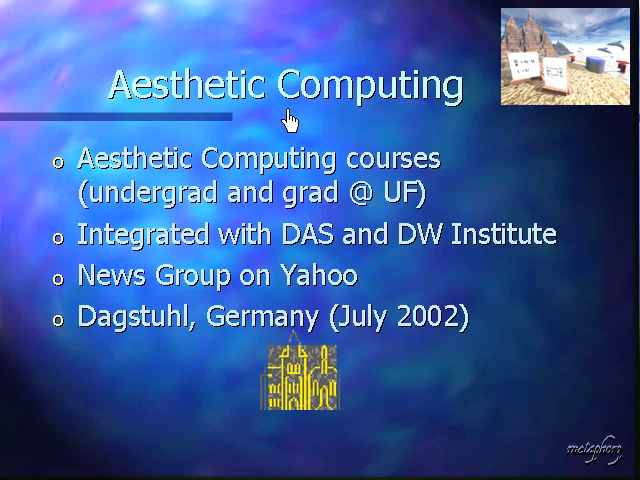 Aesthetic Computing
o Aesthetic Computing courses
(undergrad and grad @ UF)
o Integrated with DAS and DW Institute
o News Group on Yahoo
o Dagstuhl, Germany (July 2002)